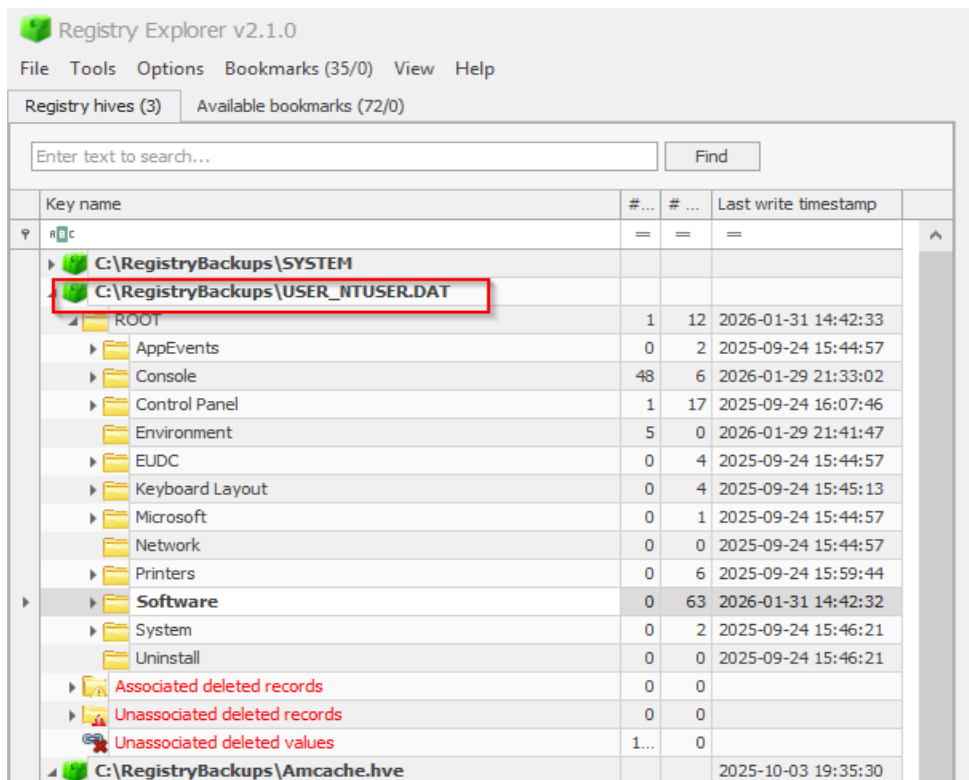 Registry Explorer v2.1.0
File Tools Options Bookmarks (35/0) View Help
Registry hives (3) Available bookmarks (72/0)
Enter text to search... Find
Key name #... # ... Last write timestamp
ABC = = =
C:\RegistryBackups\SYSTEM
C:\RegistryBackups\USER_NTUSER.DAT
ROOT 1 12 2026-01-31 14:42:33
AppEvents 0 2 2025-09-24 15:44:57
Console 48 6 2026-01-29 21:33:02
Control Panel 1 17 2025-09-24 16:07:46
Environment 5 0 2026-01-29 21:41:47
EUDC 0 4 2025-09-24 15:44:57
Keyboard Layout 0 4 2025-09-24 15:45:13
Microsoft 0 1 2025-09-24 15:44:57
Network 0 0 2025-09-24 15:44:57
Printers 0 6 2025-09-24 15:59:44
Software 0 63 2026-01-31 14:42:32
System 0 2 2025-09-24 15:46:21
Uninstall 0 0 2025-09-24 15:46:21
Associated deleted records 0 0
Unassociated deleted records 0 0
Unassociated deleted values 1... 0
C:\RegistryBackups\Amcache.hve 2025-10-03 19:35:30